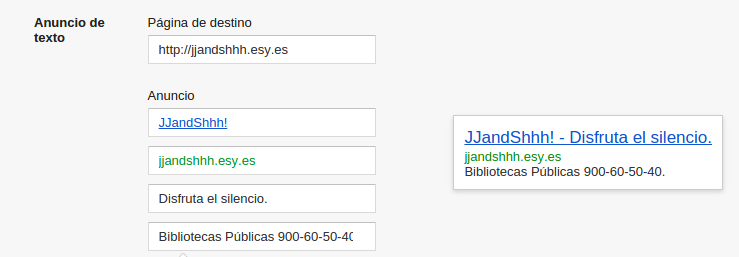 Anuncio de
texto
Página de destino
http://jjandshhh.esy.es
Anuncio
JJandShhh!
jjandshhh.esy.es
Disfruta el silencio.
Bibliotecas Públicas 900-60-50-40
JJandShhh! - Disfruta el silencio.
jjandshhh.esy.es
Bibliotecas Públicas 900-60-50-40.